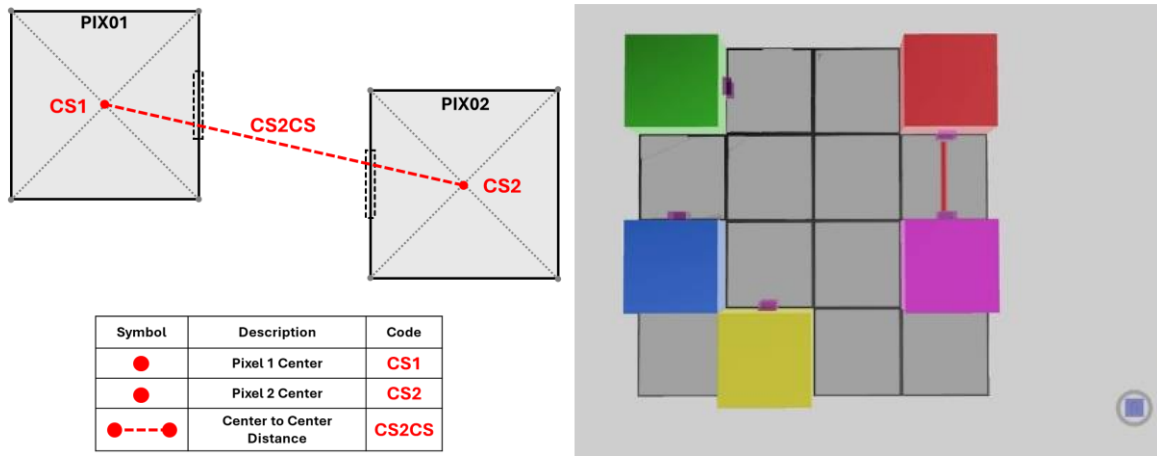 PIX01
CS1
CS2CS
PIX02
CS2
Symbol Description Code
Pixel 1 Center CS1
Pixel 2 Center CS2
Center to Center
Distance CS2CS